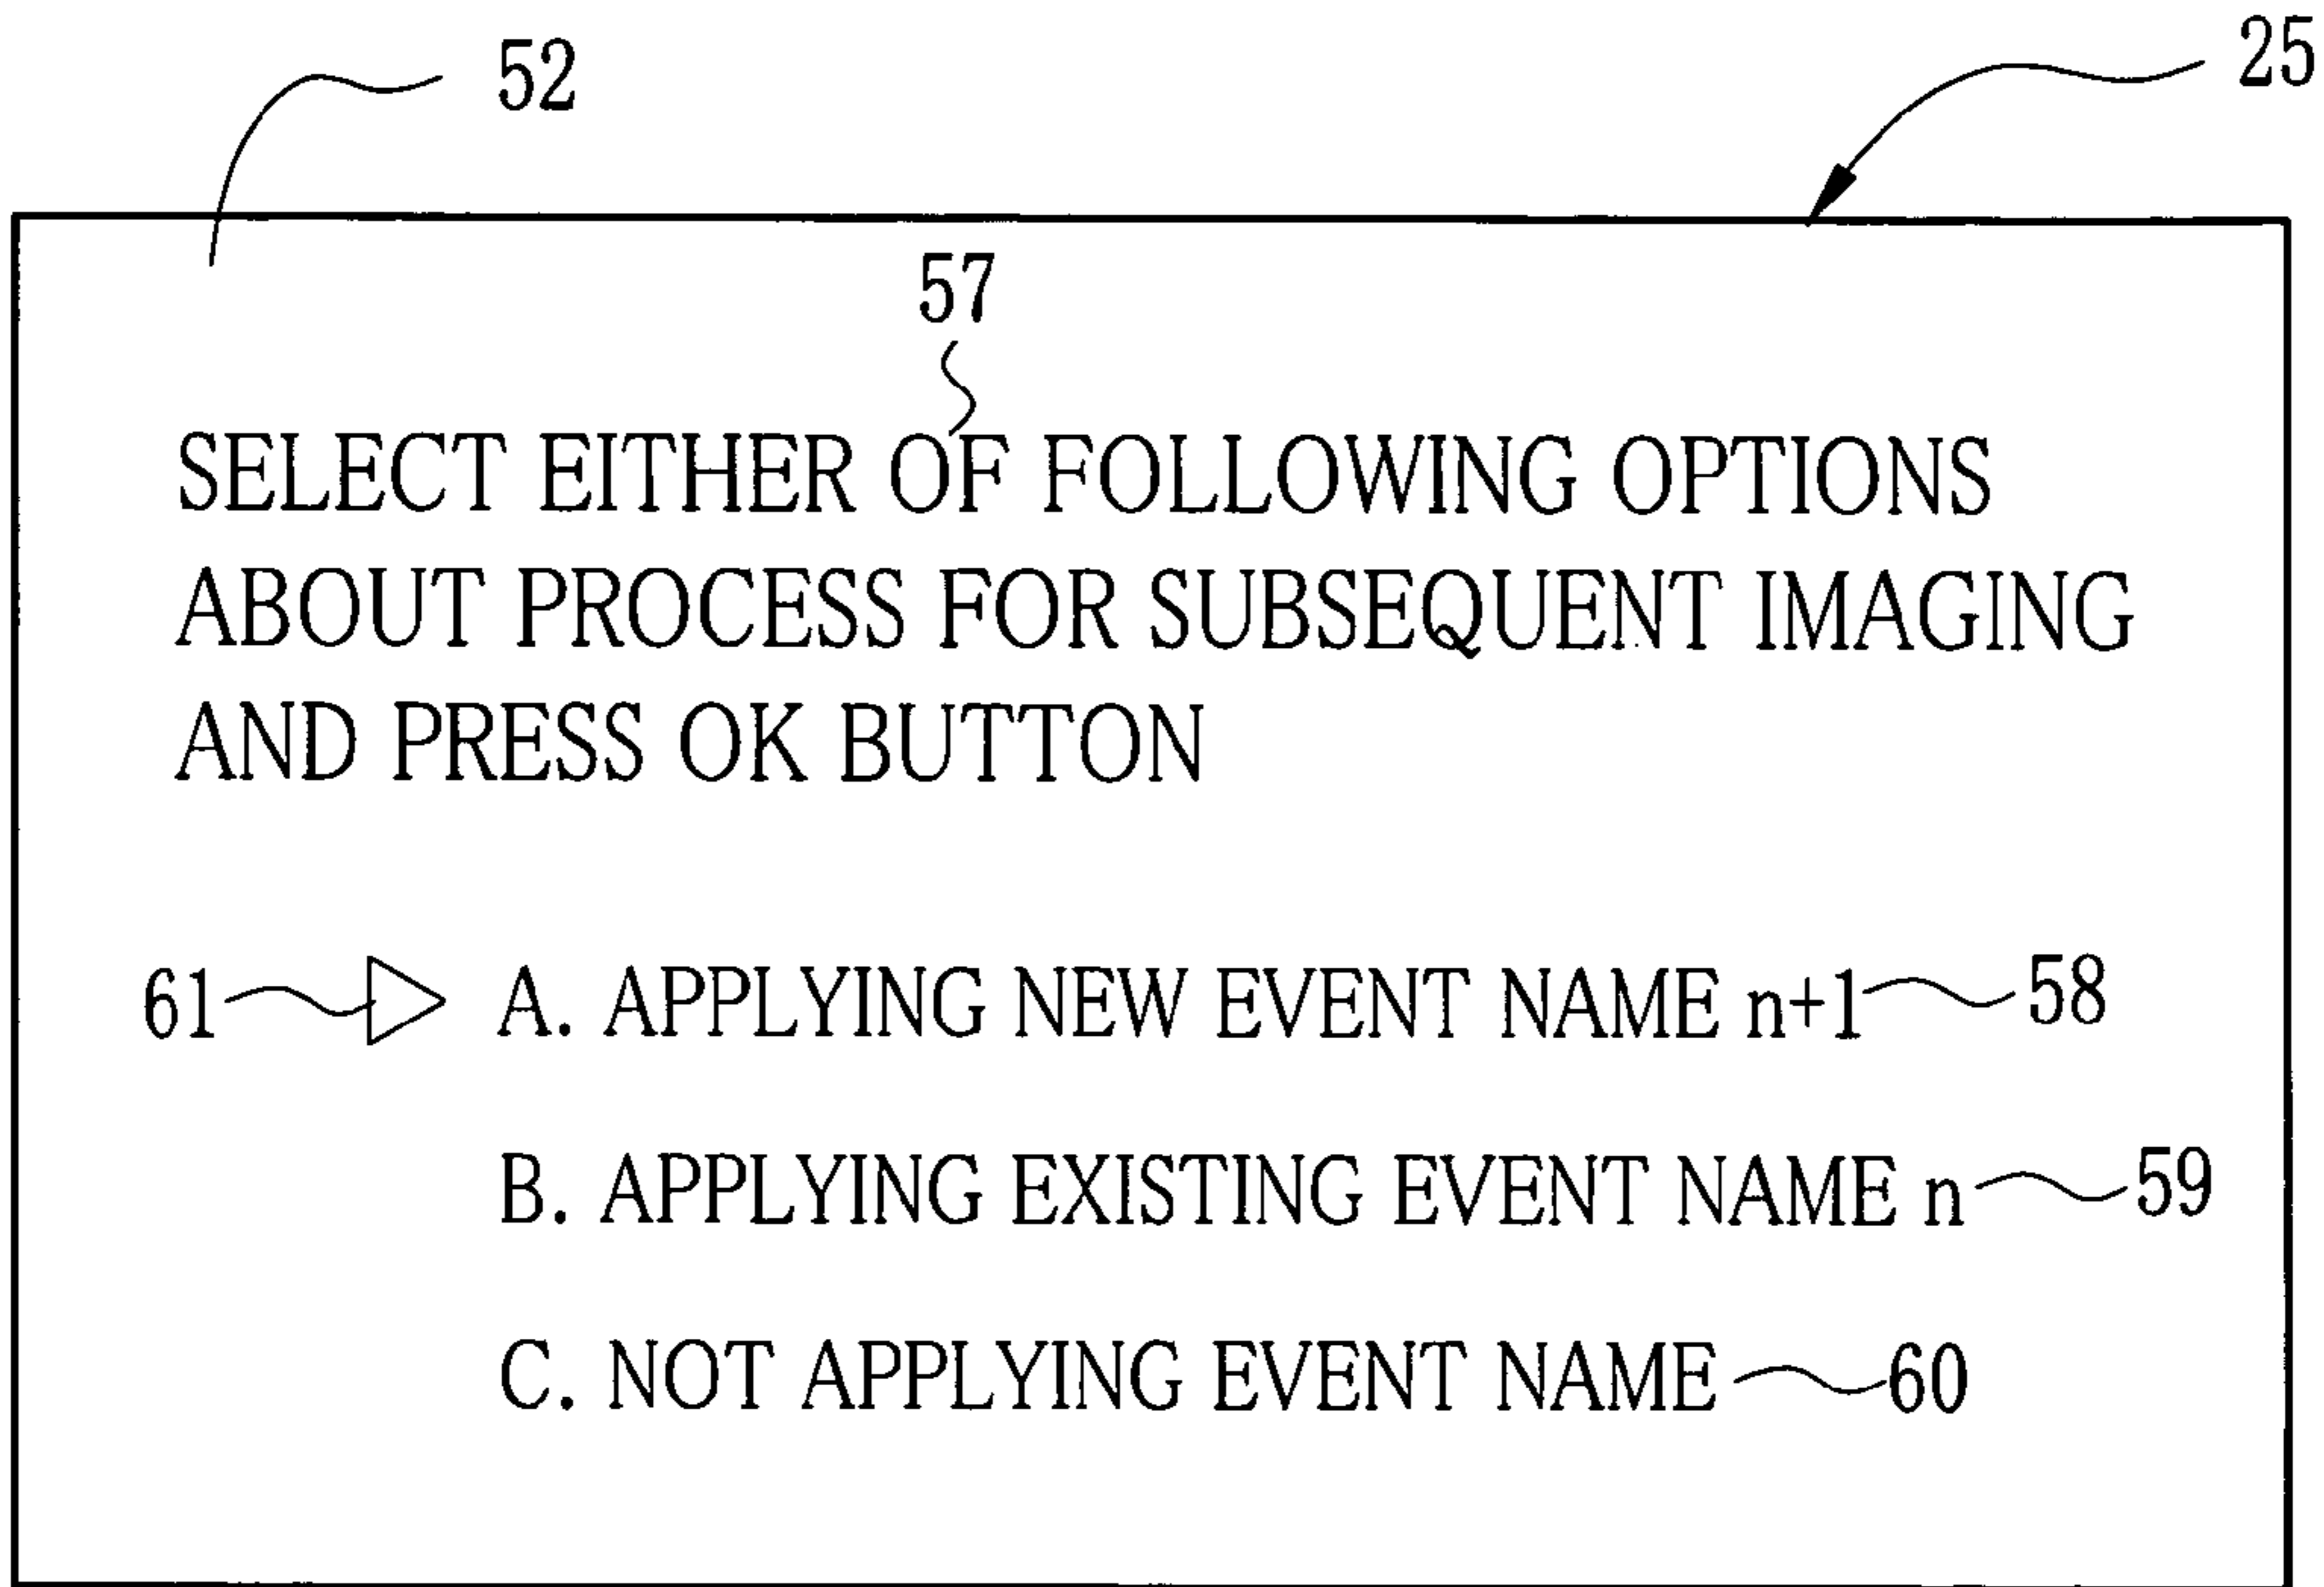 52
25
57
SELECT EITHER OF FOLLOWING OPTIONS
ABOUT PROCESS FOR SUBSEQUENT IMAGING
AND PRESS OK BUTTON
61 A. APPLYING NEW EVENT NAME n+1 58
B. APPLYING EXISTING EVENT NAME n 59
C. NOT APPLYING EVENT NAME 60